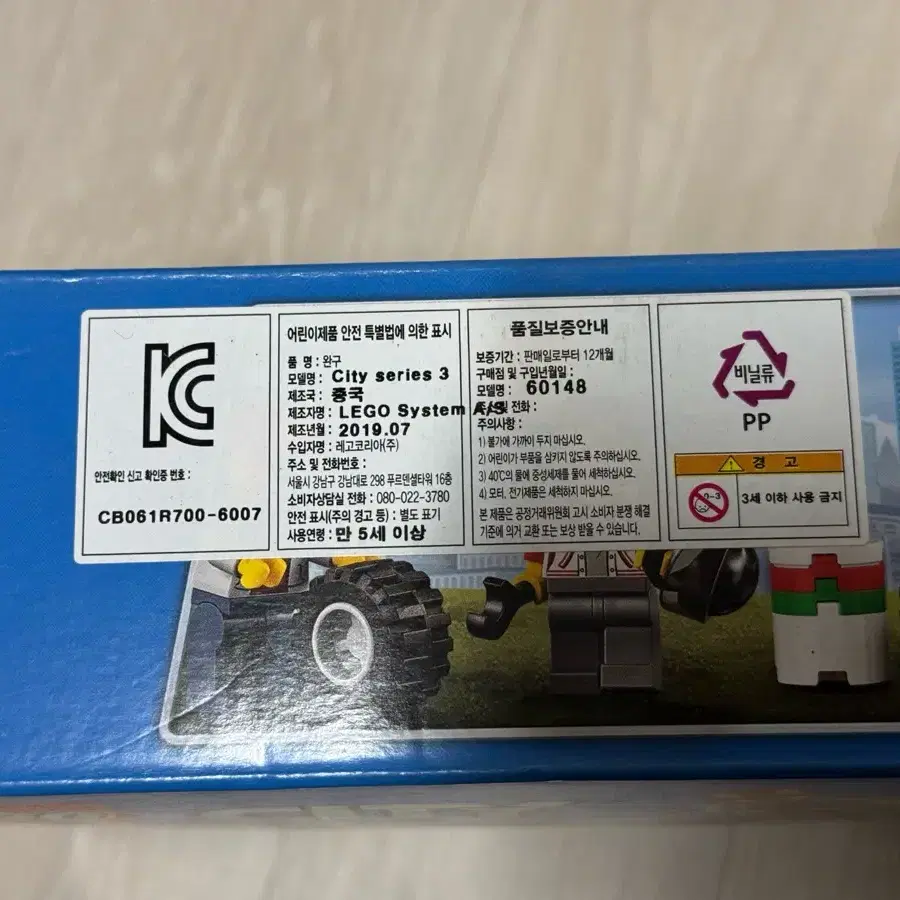 KC
안전확인 신고 확인증 번호 :
CB061R700-6007
어린이제품 안전 특별법에 의한 표시
품 명 : 완구
모델명 : City series 3
제조국 : 중국
제조자명 : LEGO System A/S
제조년월 : 2019.07
수입자명 : 레고코리아(주)
주소 및 전화번호 :
서울시 강남구 강남대로 298 푸르덴셜타워 16층
소비자상담실 전화 : 080-022-3780
안전 표시(주의 경고 등) : 별도 표기
사용연령 : 만 5세 이상
품질보증안내
보증기간 : 판매일로부터 12개월
구매점 및 구입년월일 :
모델명 : 60148
및 전화 :
주의사항 :
1) 불가에 가까이 두지 마십시오.
2) 어린이가 부품을 삼키지 않도록 주의하십시오.
3) 40℃의 물에 중성세제를 풀어 세척하십시오.
4) 모터, 전기제품은 세척하지 마십시오.
본 제품은 공정거래위원회 고시 소비자 분쟁 해결
기준에 의거 교환 또는 보상 받을 수 있습니다.
비닐류
PP
경 고
0-3
3세 이하 사용 금지